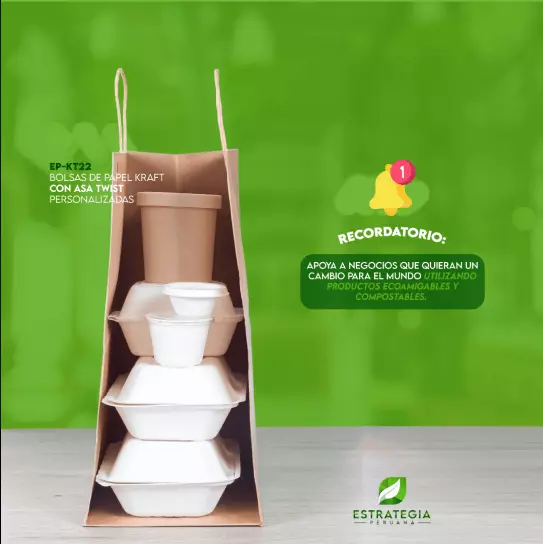 EP-KT22
BOLSAS DE PAPEL KRAFT
CON ASA TWIST
PERSONALIZADAS
1
RECORDATORIO:
APOYA A NEGOCIOS QUE QUIERAN UN
CAMBIO PARA EL MUNDO UTILIZANDO
PRODUCTOS ECOAMIGABLES Y
COMPOSTABLES.
ESTRATEGIA
PERUANA